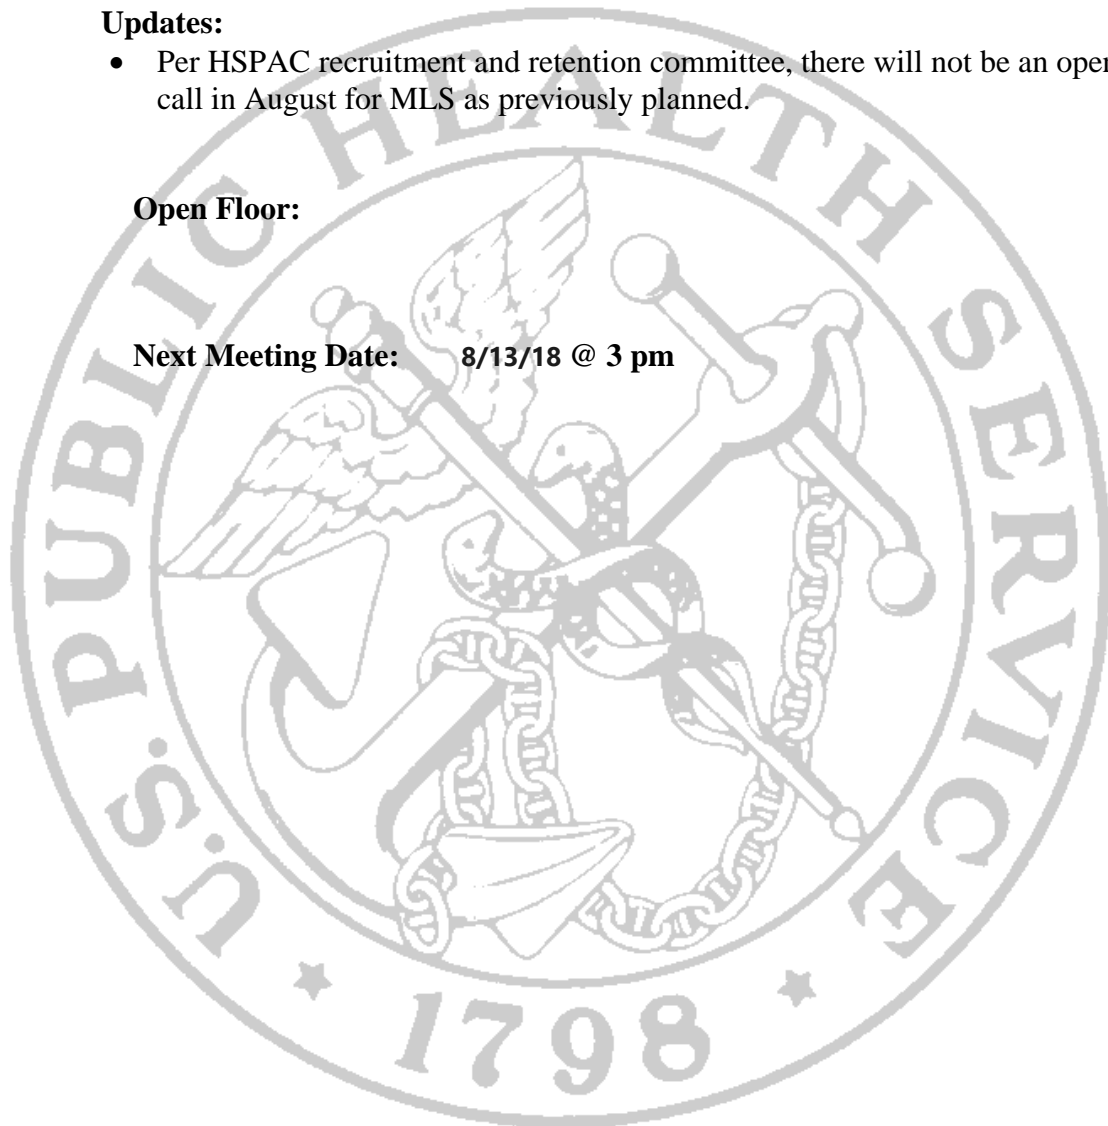 Updates:
• Per HSPAC recruitment and retention committee, there will not be an open
call in August for MLS as previously planned.
Open Floor:
Next Meeting Date: 8/13/18 @ 3 pm
U.S. PUBLIC HEALTH SERVICE
1798